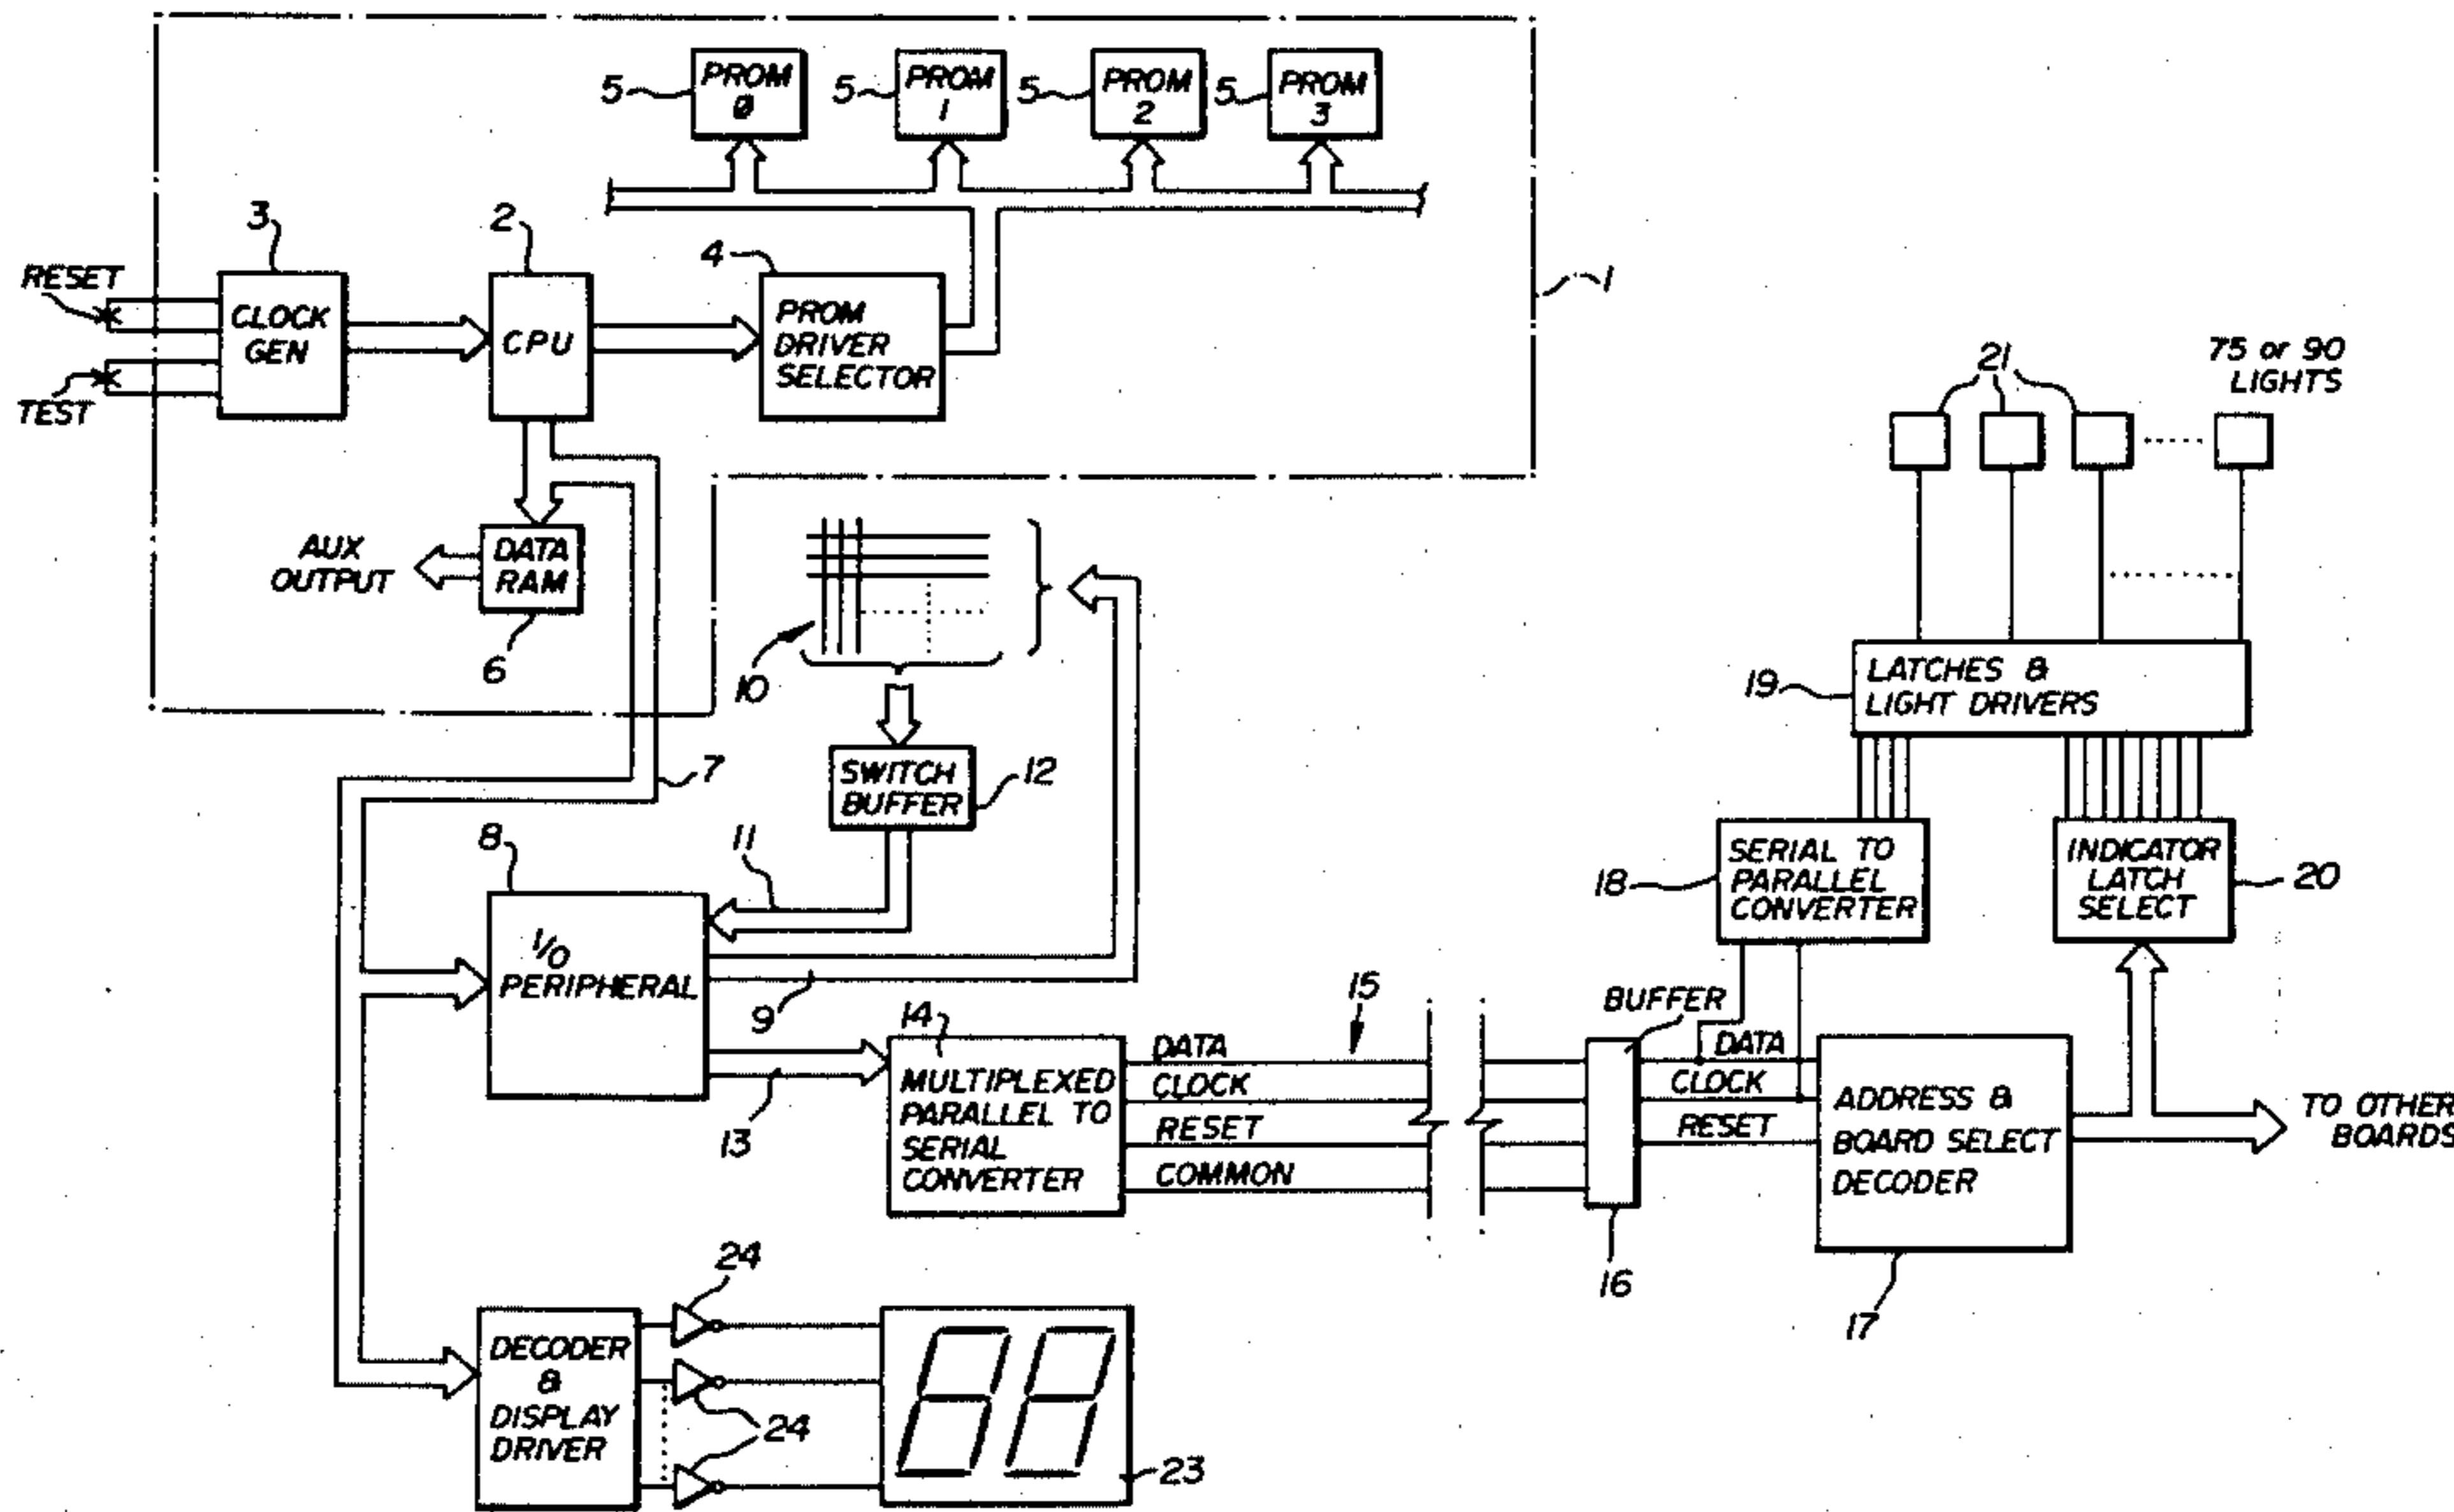 5
PROM
0
5
PROM
1
5
PROM
2
5
PROM
3
3
2
4
1
RESET
CLOCK
GEN
CPU
PROM
DRIVER
SELECTOR
TEST
21
75 or 90
LIGHTS
AUX
OUTPUT
DATA
RAM
6
10
19
LATCHES &
LIGHT DRIVERS
7
SWITCH
BUFFER
12
8
11
18
SERIAL TO
PARALLEL
CONVERTER
INDICATOR
LATCH
SELECT
20
I/O
PERIPHERAL
9
13
14
MULTIPLEXED
PARALLEL TO
SERIAL
CONVERTER
15
DATA
CLOCK
RESET
COMMON
BUFFER
16
DATA
CLOCK
RESET
ADDRESS &
BOARD SELECT
DECODER
17
TO OTHER
BOARDS
24
DECODER
&
DISPLAY
DRIVER
24
88
23